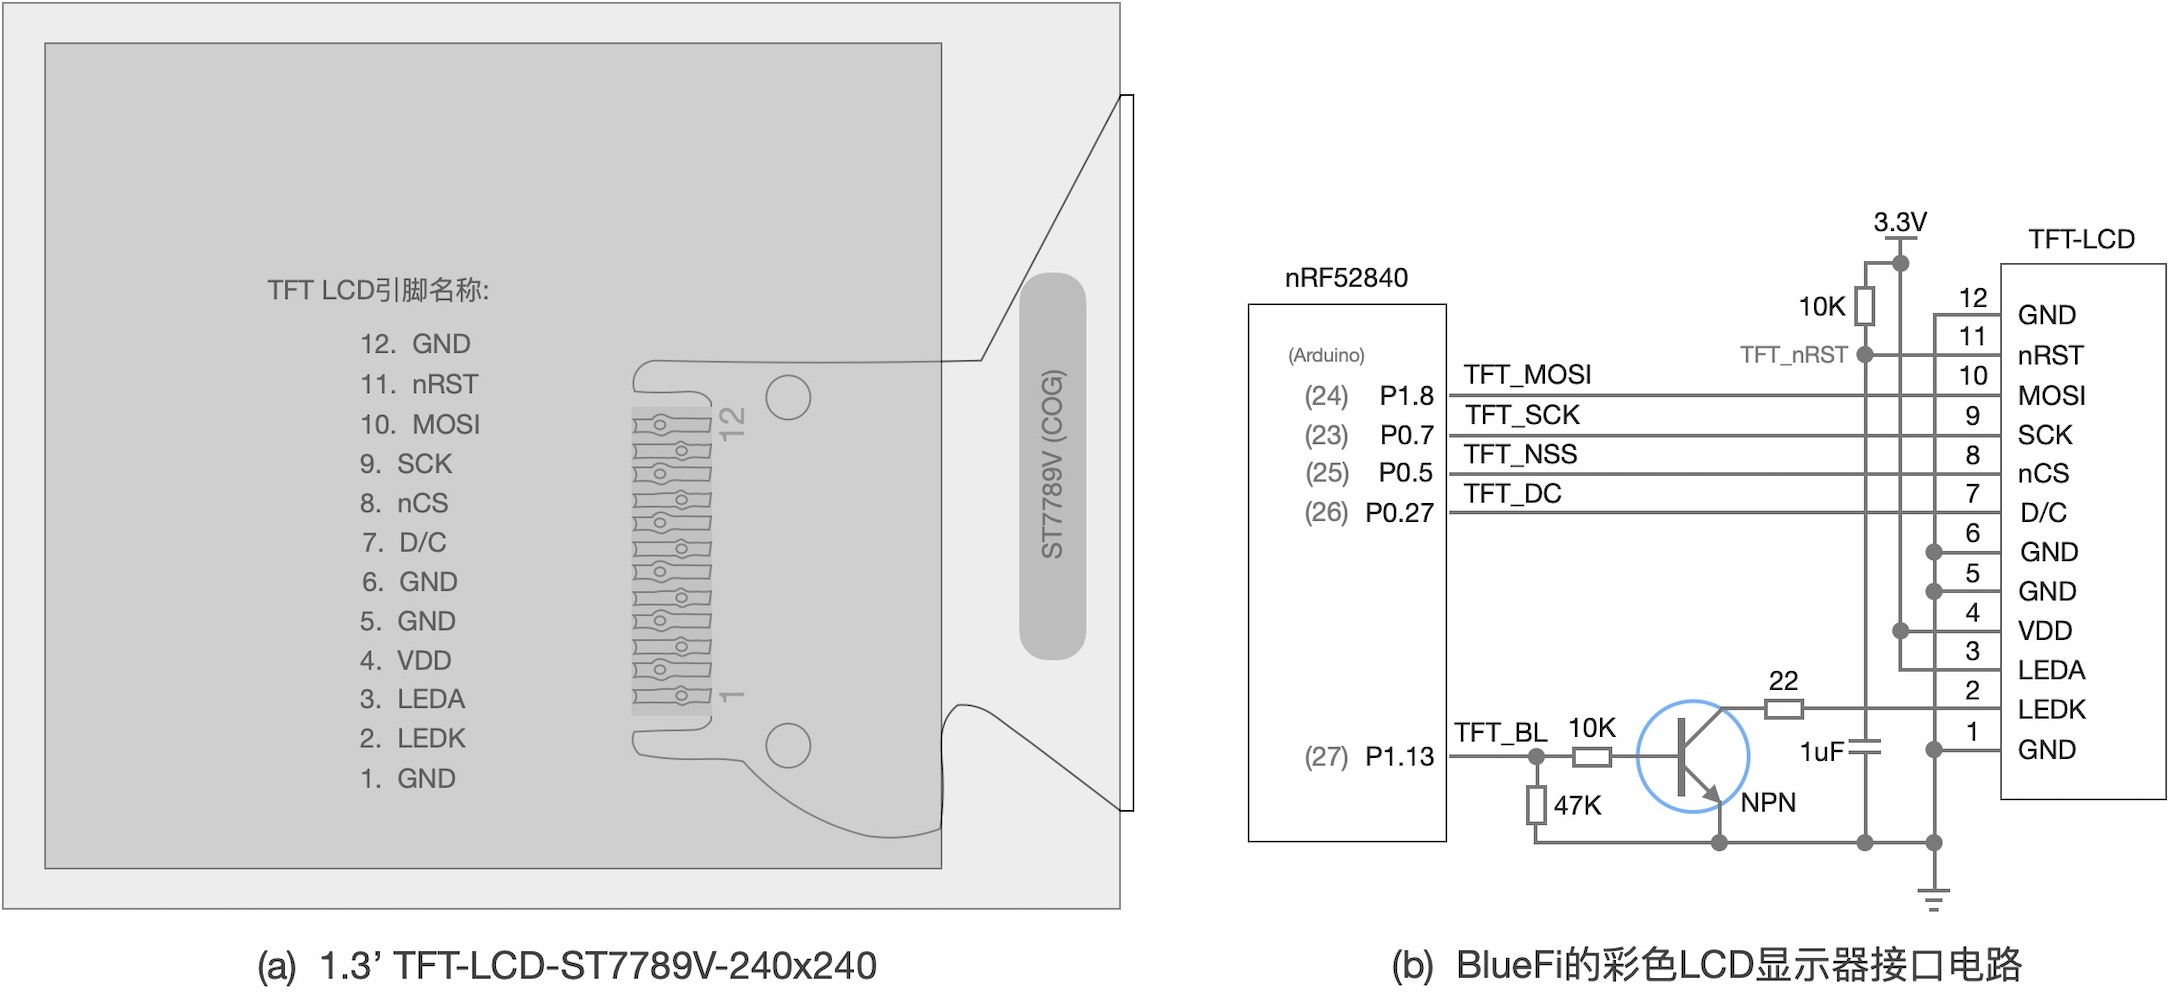 TFT LCD引脚名称:
12. GND
11. nRST
10. MOSI
9. SCK
8. nCS
7. D/C
6. GND
5. GND
4. VDD
3. LEDA
2. LEDK
1. GND
12
1
ST7789V (COG)
(a) 1.3’ TFT-LCD-ST7789V-240x240
nRF52840
(Arduino)
(24) P1.8
(23) P0.7
(25) P0.5
(26) P0.27
(27) P1.13
TFT_MOSI
TFT_SCK
TFT_NSS
TFT_DC
TFT_BL
10K
47K
NPN
22
1uF
3.3V
10K
TFT_nRST
TFT-LCD
12 GND
11 nRST
10 MOSI
9 SCK
8 nCS
7 D/C
6 GND
5 GND
4 VDD
3 LEDA
2 LEDK
1 GND
(b) BlueFi的彩色LCD显示器接口电路